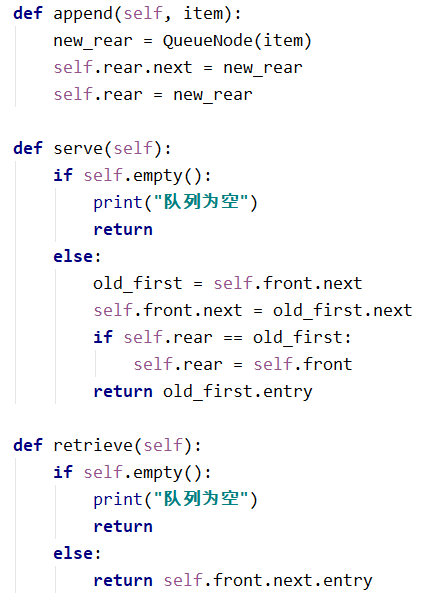 def append(self, item):
    new_rear = QueueNode(item)
    self.rear.next = new_rear
    self.rear = new_rear

def serve(self):
    if self.empty():
        print("队列为空")
        return
    else:
        old_first = self.front.next
        self.front.next = old_first.next
        if self.rear == old_first:
            self.rear = self.front
        return old_first.entry

def retrieve(self):
    if self.empty():
        print("队列为空")
        return
    else:
        return self.front.next.entry